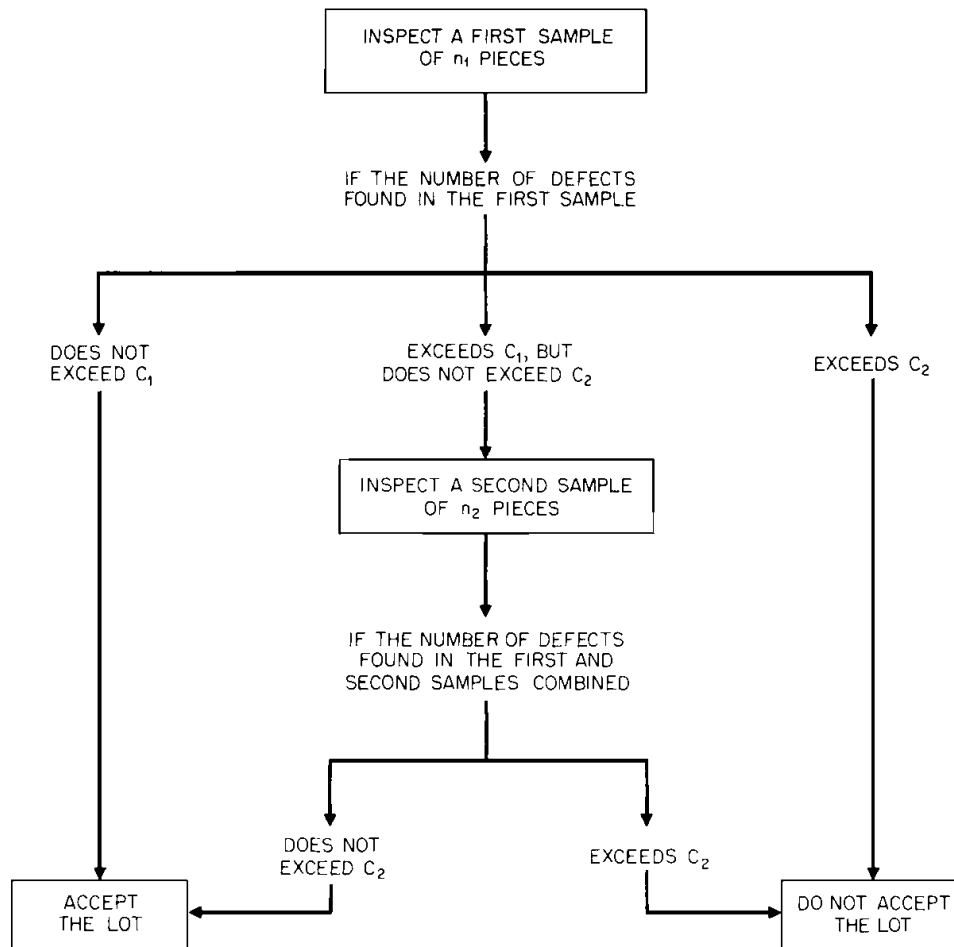 INSPECT A FIRST SAMPLE
OF n₁ PIECES
IF THE NUMBER OF DEFECTS
FOUND IN THE FIRST SAMPLE
DOES NOT
EXCEED C₁
EXCEEDS C₁, BUT
DOES NOT EXCEED C₂
EXCEEDS C₂
INSPECT A SECOND SAMPLE
OF n₂ PIECES
IF THE NUMBER OF DEFECTS
FOUND IN THE FIRST AND
SECOND SAMPLES COMBINED
DOES NOT
EXCEED C₂
EXCEEDS C₂
ACCEPT
THE LOT
DO NOT ACCEPT
THE LOT